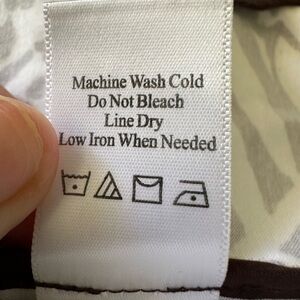 Machine Wash Cold
Do Not Bleach
Line Dry
Low Iron When Needed